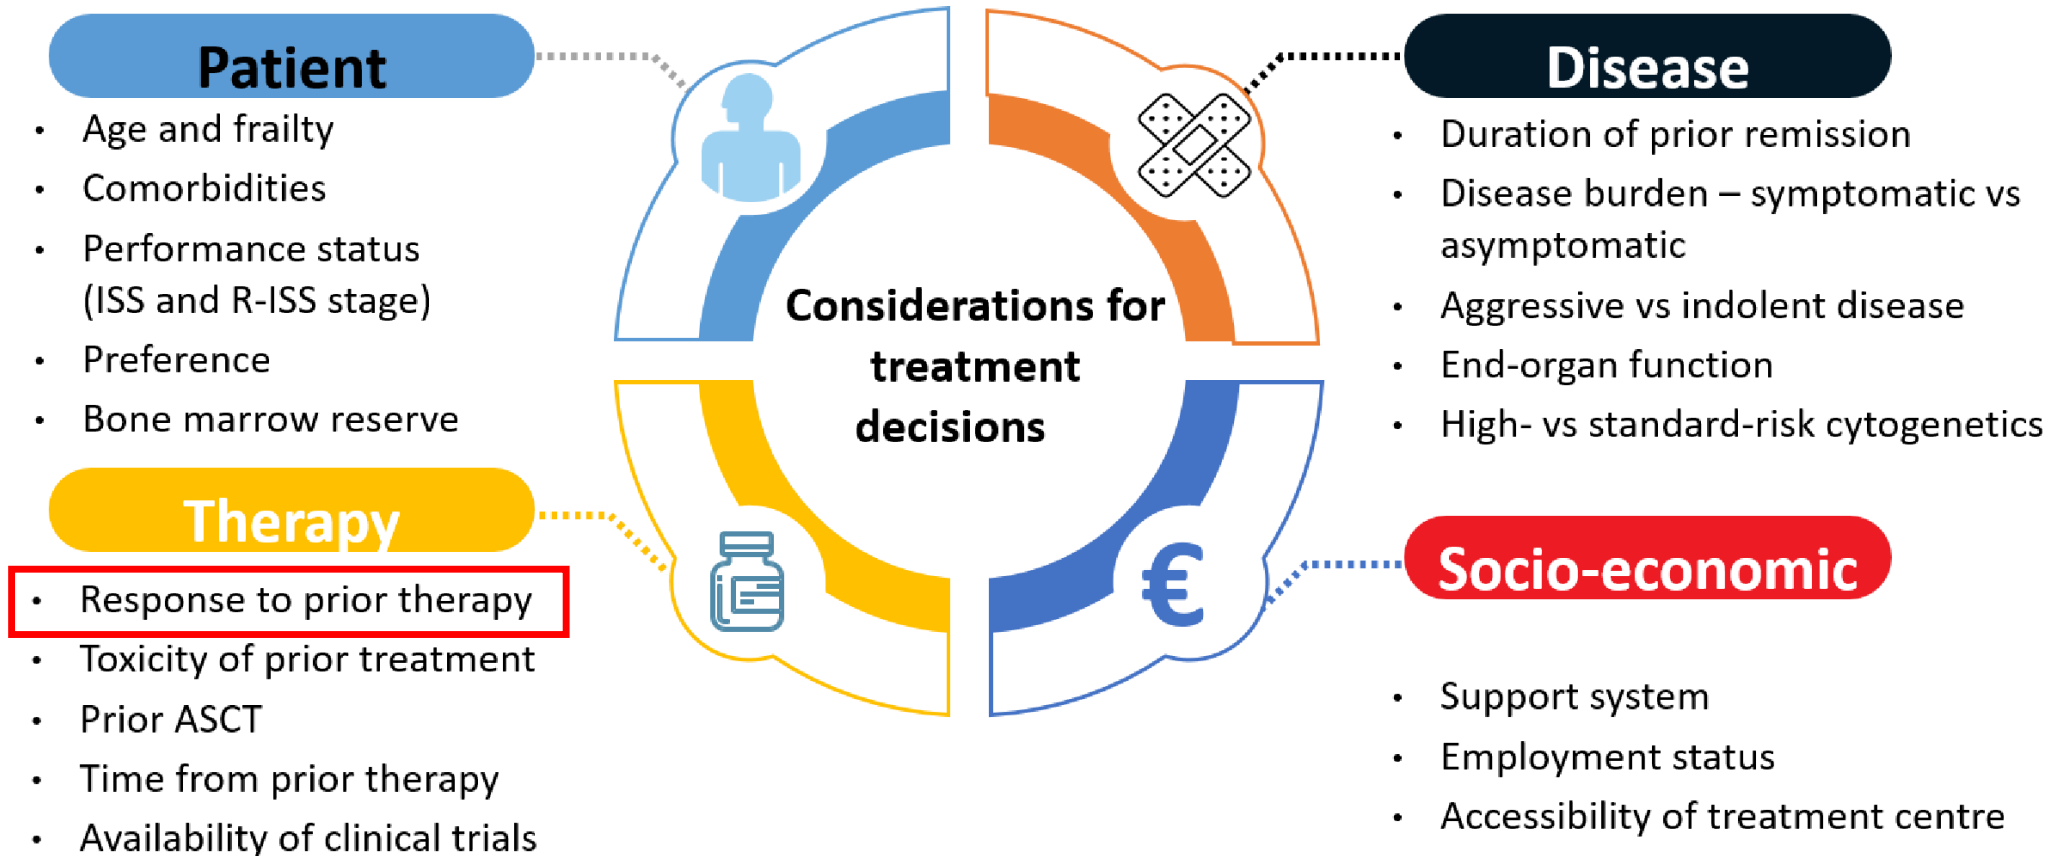 Patient
• Age and frailty
• Comorbidities
• Performance status
(ISS and R-ISS stage)
• Preference
• Bone marrow reserve
Therapy
• Response to prior therapy
• Toxicity of prior treatment
• Prior ASCT
• Time from prior therapy
• Availability of clinical trials
Considerations for
treatment
decisions
€
Disease
• Duration of prior remission
• Disease burden – symptomatic vs
asymptomatic
• Aggressive vs indolent disease
• End-organ function
• High- vs standard-risk cytogenetics
Socio-economic
• Support system
• Employment status
• Accessibility of treatment centre